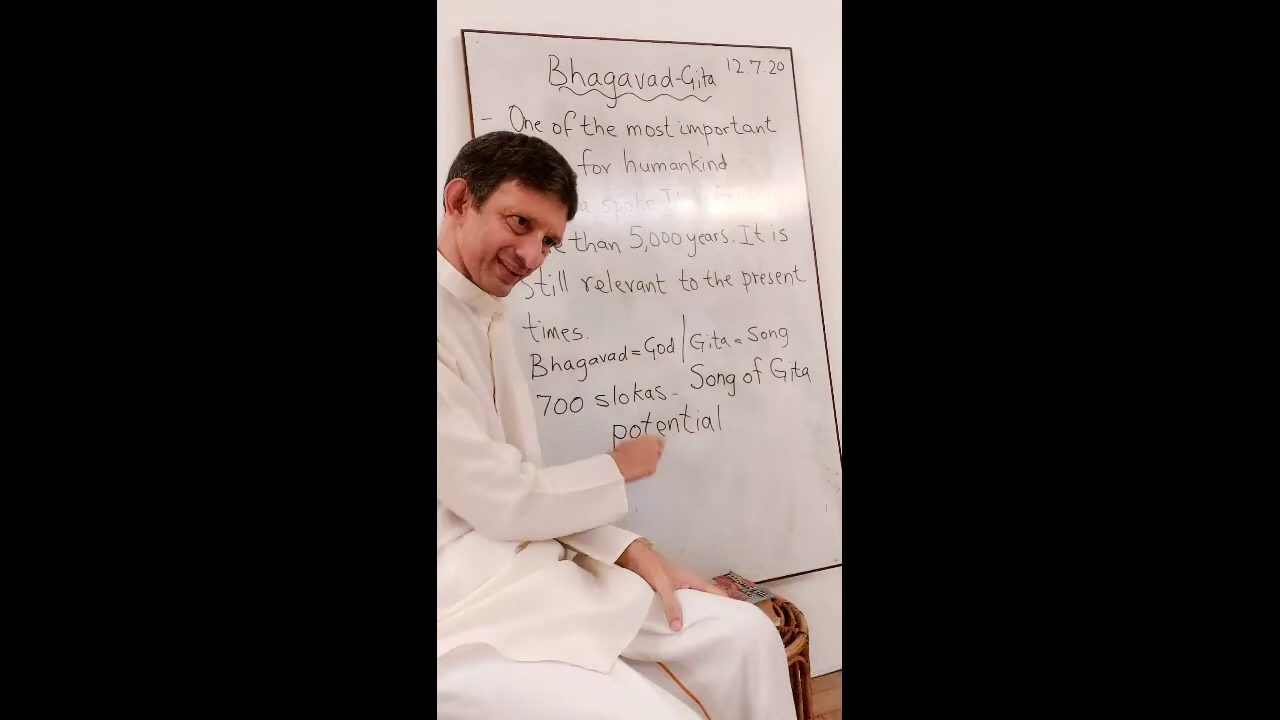 Bhagavad-Gita 12.7.20
- One of the most important
for humankind
spoke
than 5,000 years. It is
still relevant to the present
times.
Bhagavad = God | Gita = Song
700 slokas - Song of Gita
potential